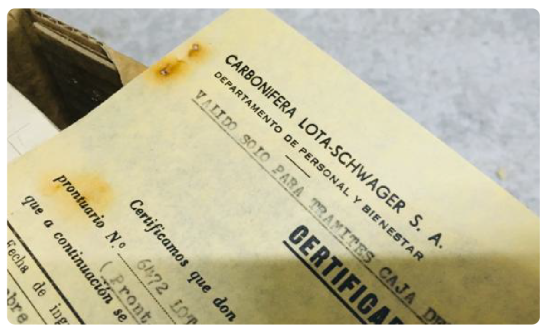 CARBONIFERA LOTA-SCHWAGER S. A.
DEPARTAMENTO DE PERSONAL Y BIENESTAR
VALIDO SOLO PARA TRAMITES CAJA DE
CERTIFICA
Certificamos que don
prontuario N.º 6472 LOT
que a continuación se
( Pront
Fecha de ing
mbre